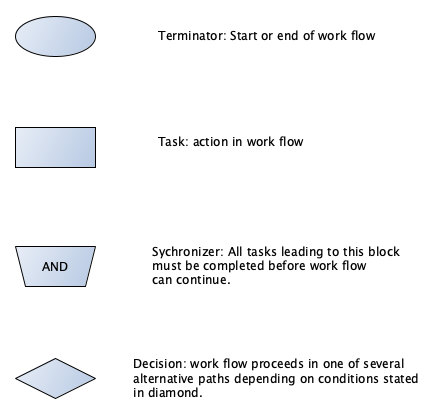 Terminator: Start or end of work flow
Task: action in work flow
AND
Sychronizer: All tasks leading to this block
must be completed before work flow
can continue.
Decision: work flow proceeds in one of several
alternative paths depending on conditions stated
in diamond.